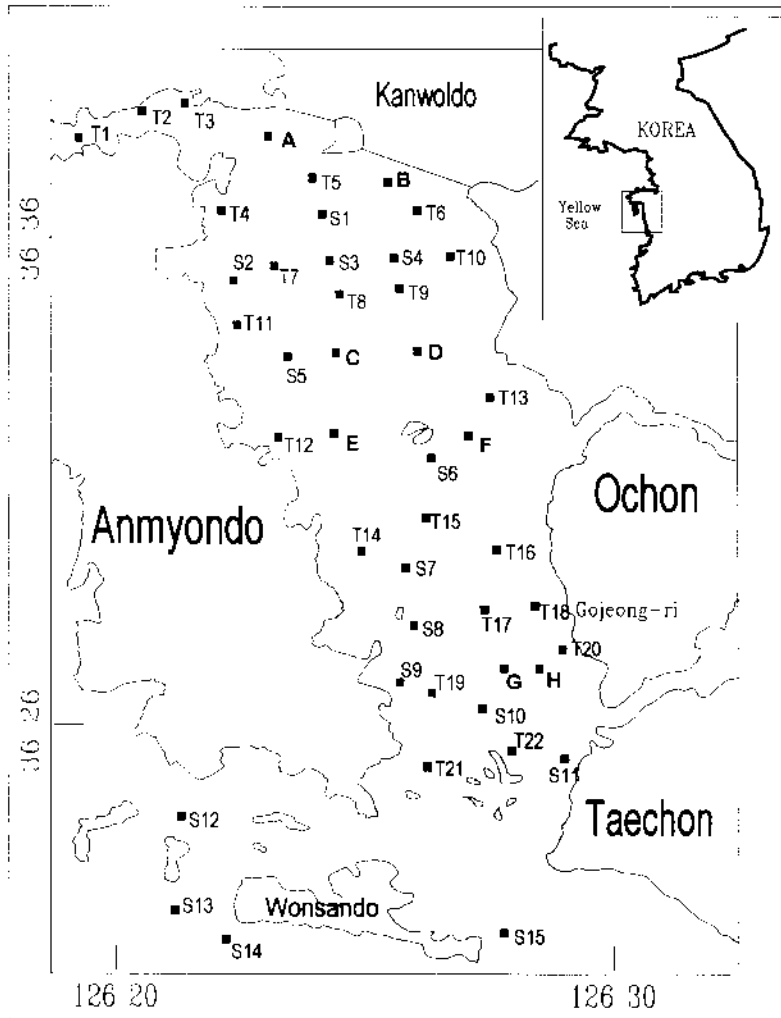 Kanwoldo
KOREA
Yellow
Sea
T1
T2
T3
A
T5
B
T4
S1
T6
36 36
S2
T7
S3
S4
T10
T8
T9
T11
S5
C
D
T13
T12
E
F
S6
Anmyondo
Ochon
T15
T14
T16
S7
T17
T18
Gojeong-ri
S8
T20
S9
T19
G
H
S10
36 26
T22
T21
S11
S12
Taechon
S13
Wonsando
S14
S15
126 20
126 30